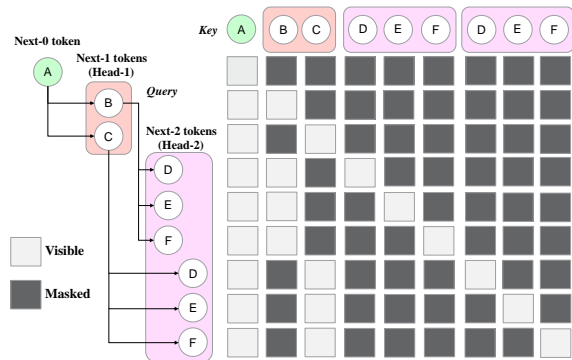 Key
A B C D E F D E F
Next-0 token
A
Next-1 tokens
(Head-1)
B
C
Query
Next-2 tokens
(Head-2)
D
E
F
D
E
F
Visible
Masked